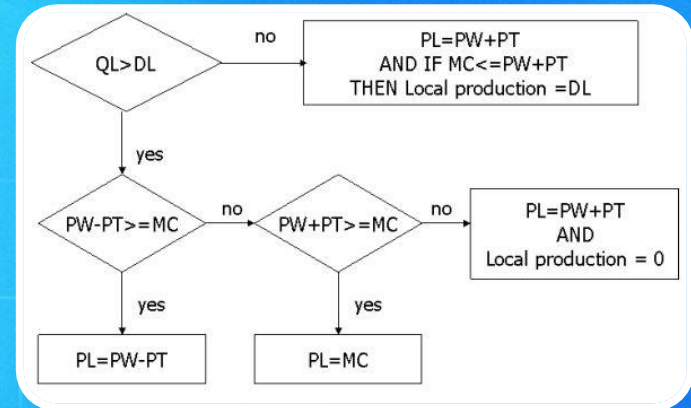 QL>DL
no
PL=PW+PT
AND IF MC<=PW+PT
THEN Local production =DL
yes
PW-PT>=MC
no
PW+PT>=MC
no
PL=PW+PT
AND
Local production = 0
yes
yes
PL=PW-PT
PL=MC